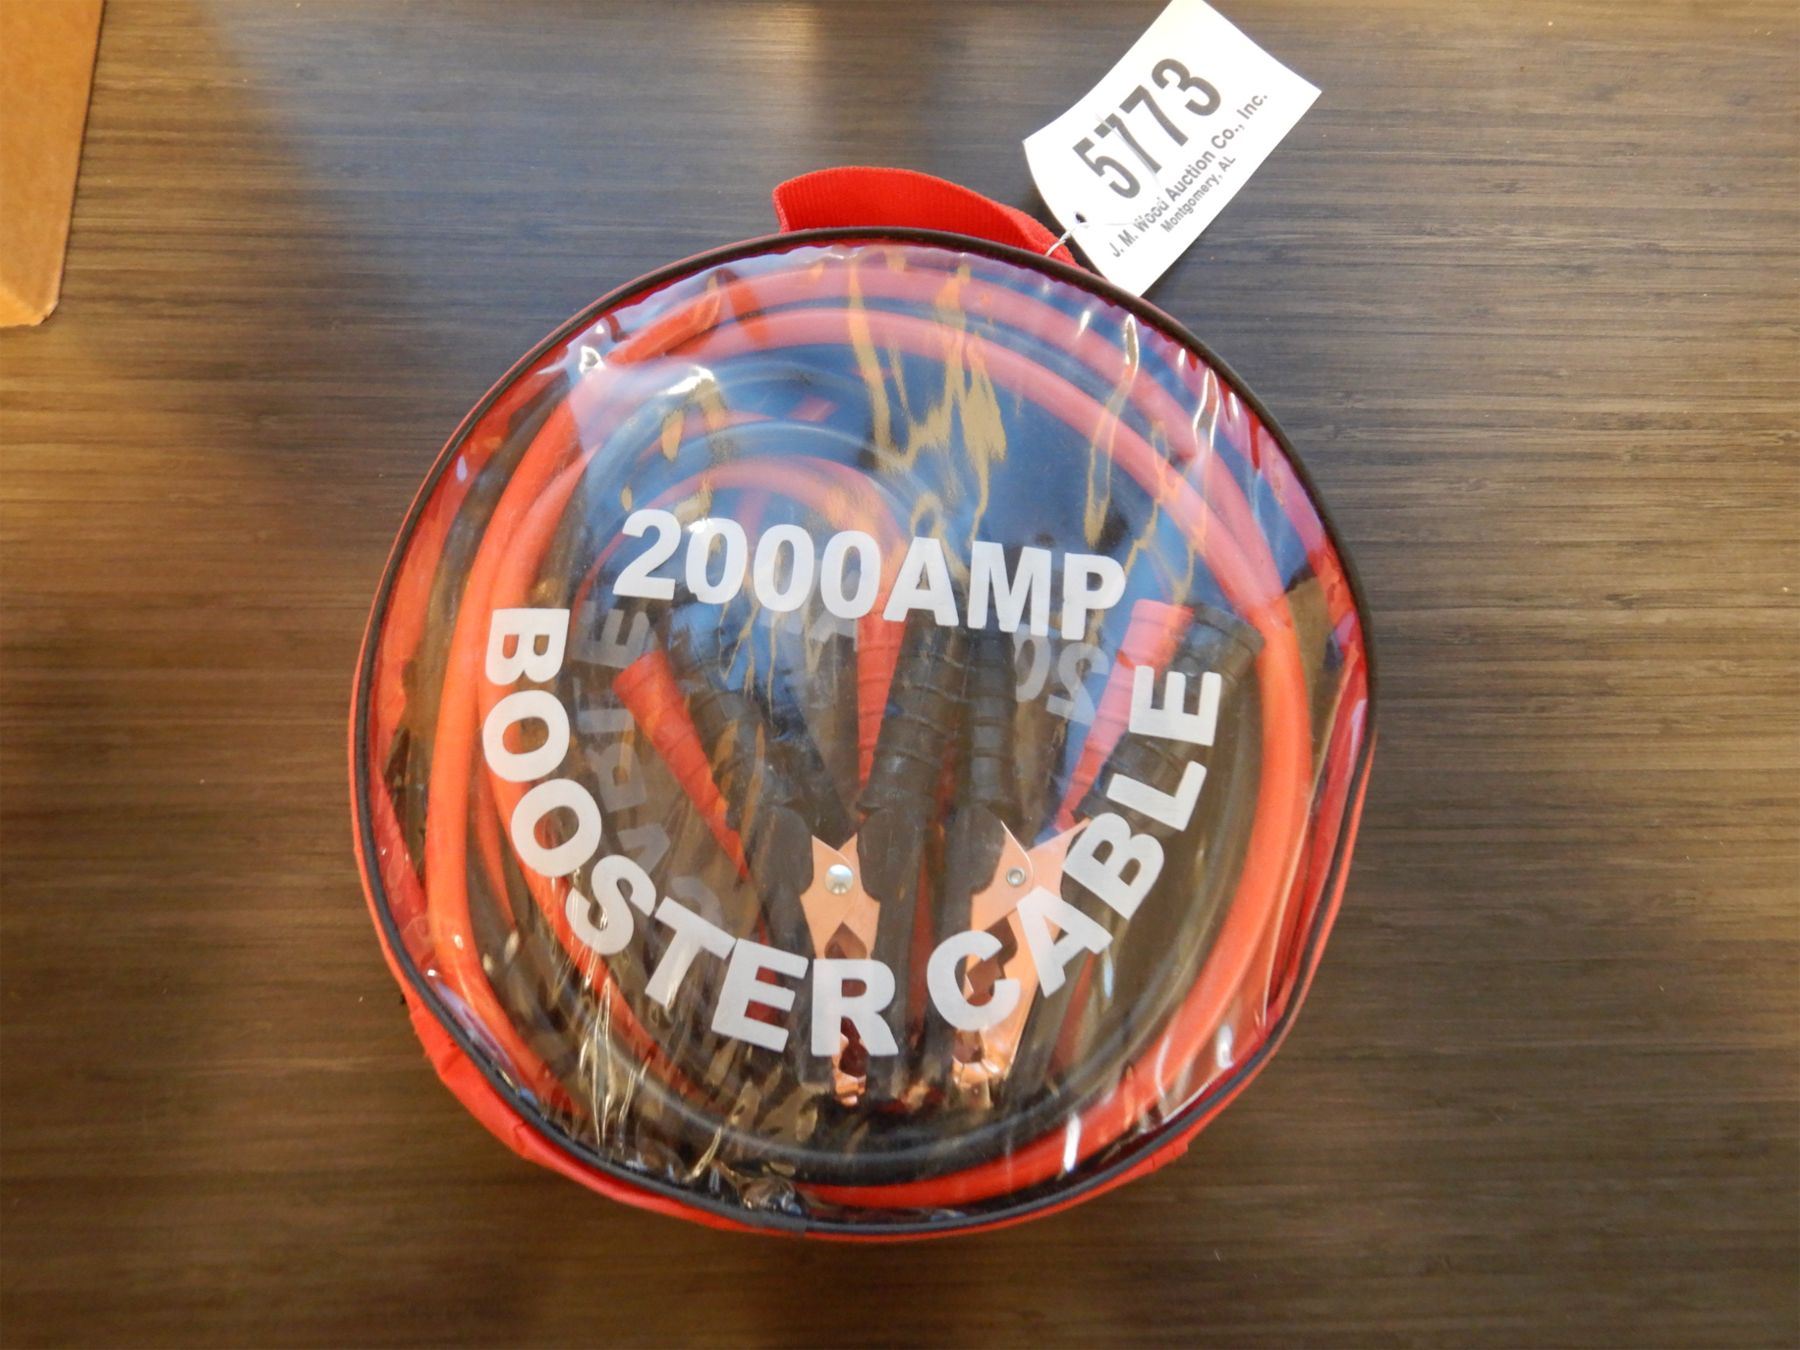 5773
J. M. Wood Auction Co., Inc.
Montgomery, AL
2000AMP
BOOSTER CABLE